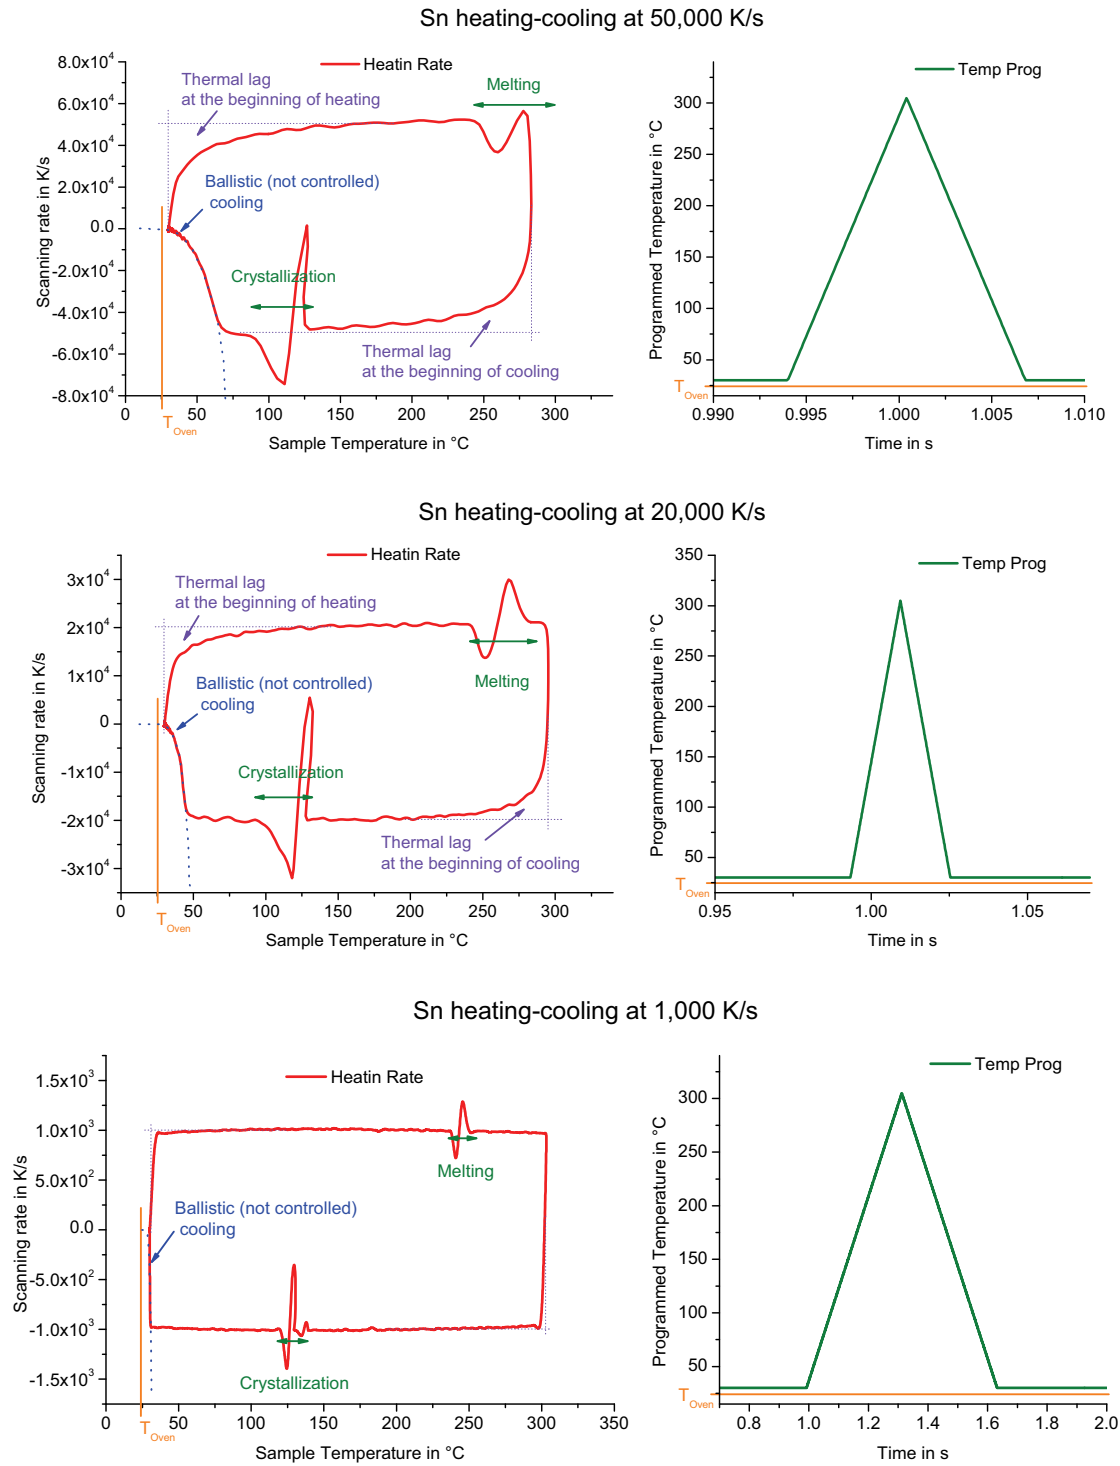 Sn heating-cooling at 50,000 K/s
Heatin Rate
Thermal lag
at the beginning of heating
Melting
Ballistic (not controlled)
cooling
Crystallization
Thermal lag
at the beginning of cooling
8.0x10^4
6.0x10^4
4.0x10^4
2.0x10^4
0.0
-2.0x10^4
-4.0x10^4
-6.0x10^4
-8.0x10^4
Scanning rate in K/s
0 50 100 150 200 250 300
T_Oven
Sample Temperature in °C
Temp Prog
300
250
200
150
100
50
T_Oven
Programmed Temperature in °C
0.990 0.995 1.000 1.005 1.010
Time in s
Sn heating-cooling at 20,000 K/s
Heatin Rate
Thermal lag
at the beginning of heating
Ballistic (not controlled)
cooling
Melting
Crystallization
Thermal lag
at the beginning of cooling
3x10^4
2x10^4
1x10^4
0
-1x10^4
-2x10^4
-3x10^4
Scanning rate in K/s
0 50 100 150 200 250 300
T_Oven
Sample Temperature in °C
Temp Prog
350
300
250
200
150
100
50
T_Oven
Programmed Temperature in °C
0.95 1.00 1.05
Time in s
Sn heating-cooling at 1,000 K/s
Heatin Rate
Melting
Ballistic (not controlled)
cooling
Crystallization
1.5x10^3
1.0x10^3
5.0x10^2
0.0
-5.0x10^2
-1.0x10^3
-1.5x10^3
Scanning rate in K/s
50 100 150 200 250 300 350
T_Oven
Sample Temperature in °C
Temp Prog
300
250
200
150
100
50
T_Oven
Programmed Temperature in °C
0.8 1.0 1.2 1.4 1.6 1.8 2.0
Time in s